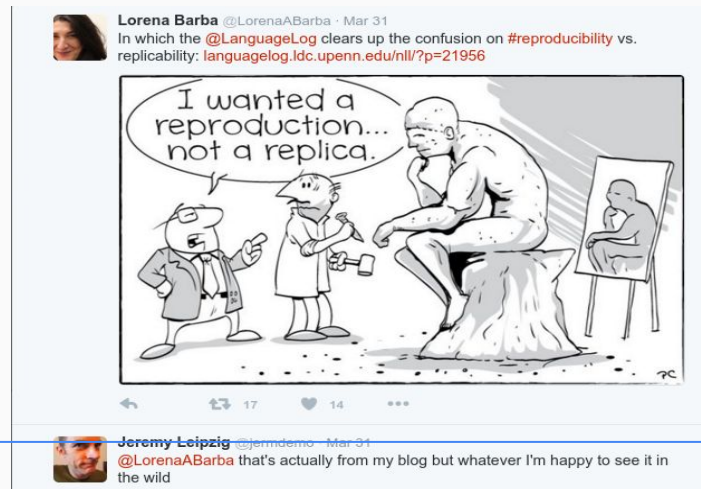 Lorena Barba @LorenaABarba · Mar 31
In which the @LanguageLog clears up the confusion on #reproducibility vs.
replicability: languagelog.ldc.upenn.edu/nll/?p=21956
I wanted a
reproduction...
not a replica.
PC
17 14
Jeremy Leipzig @jermdemo · Mar 31
@LorenaABarba that's actually from my blog but whatever I'm happy to see it in
the wild